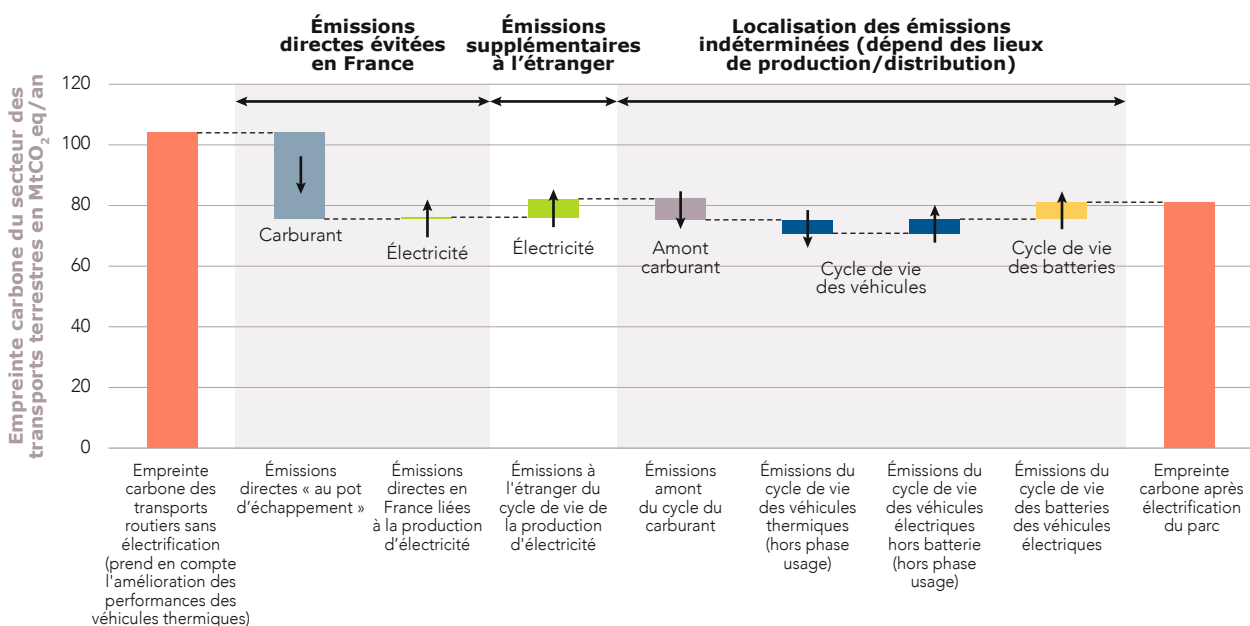 Émissions
directes évitées
en France
Émissions
supplémentaires
à l’étranger
Localisation des émissions
indéterminées (dépend des lieux
de production/distribution)
Empreinte carbone du secteur des
transports terrestres en MtCO2eq/an
120
100
80
60
40
20
0
Carburant
Électricité
Électricité
Amont
carburant
Cycle de vie
des véhicules
Cycle de vie
des batteries
Empreinte
carbone des
transports
routiers sans
électrification
(prend en compte
l'amélioration des
performances des
véhicules thermiques)
Émissions
directes « au pot
d’échappement »
Émissions
directes en
France liées
à la production
d’électricité
Émissions à
l'étranger du
cycle de vie de
la production
d'électricité
Émissions
amont
du cycle du
carburant
Émissions du
cycle de vie
des véhicules
thermiques
(hors phase
usage)
Émissions du
cycle de vie
des véhicules
électriques
hors batterie
(hors phase
usage)
Émissions du
cycle de vie
des batteries
des véhicules
électriques
Empreinte
carbone après
électrification
du parc